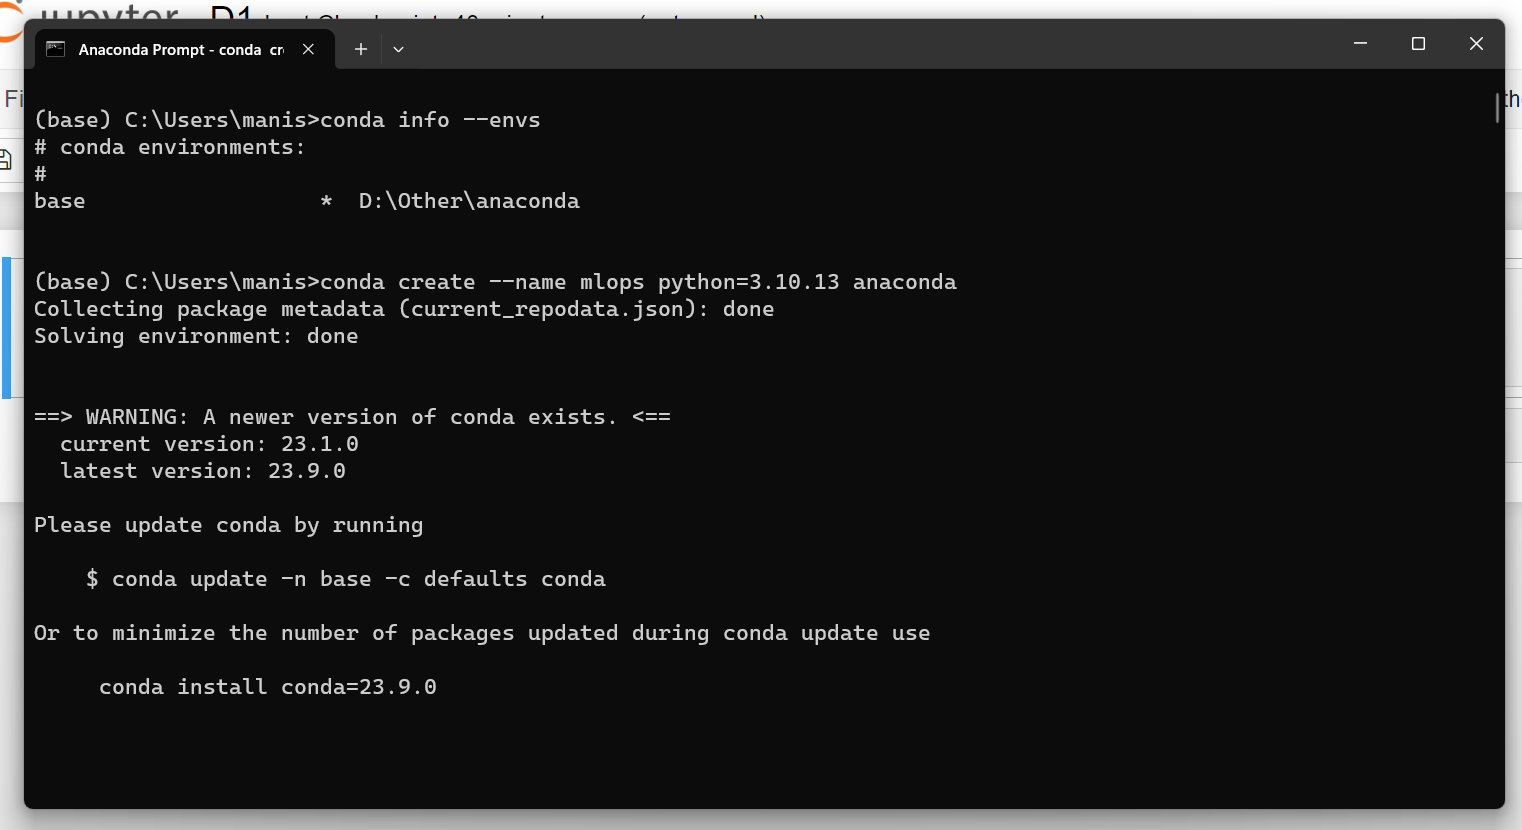 jupyter D1
Anaconda Prompt - conda cr
Fi
(base) C:\Users\manis>conda info --envs
# conda environments:
#
base * D:\Other\anaconda
(base) C:\Users\manis>conda create --name mlops python=3.10.13 anaconda
Collecting package metadata (current_repodata.json): done
Solving environment: done
==> WARNING: A newer version of conda exists. <==
current version: 23.1.0
latest version: 23.9.0
Please update conda by running
$ conda update -n base -c defaults conda
Or to minimize the number of packages updated during conda update use
conda install conda=23.9.0